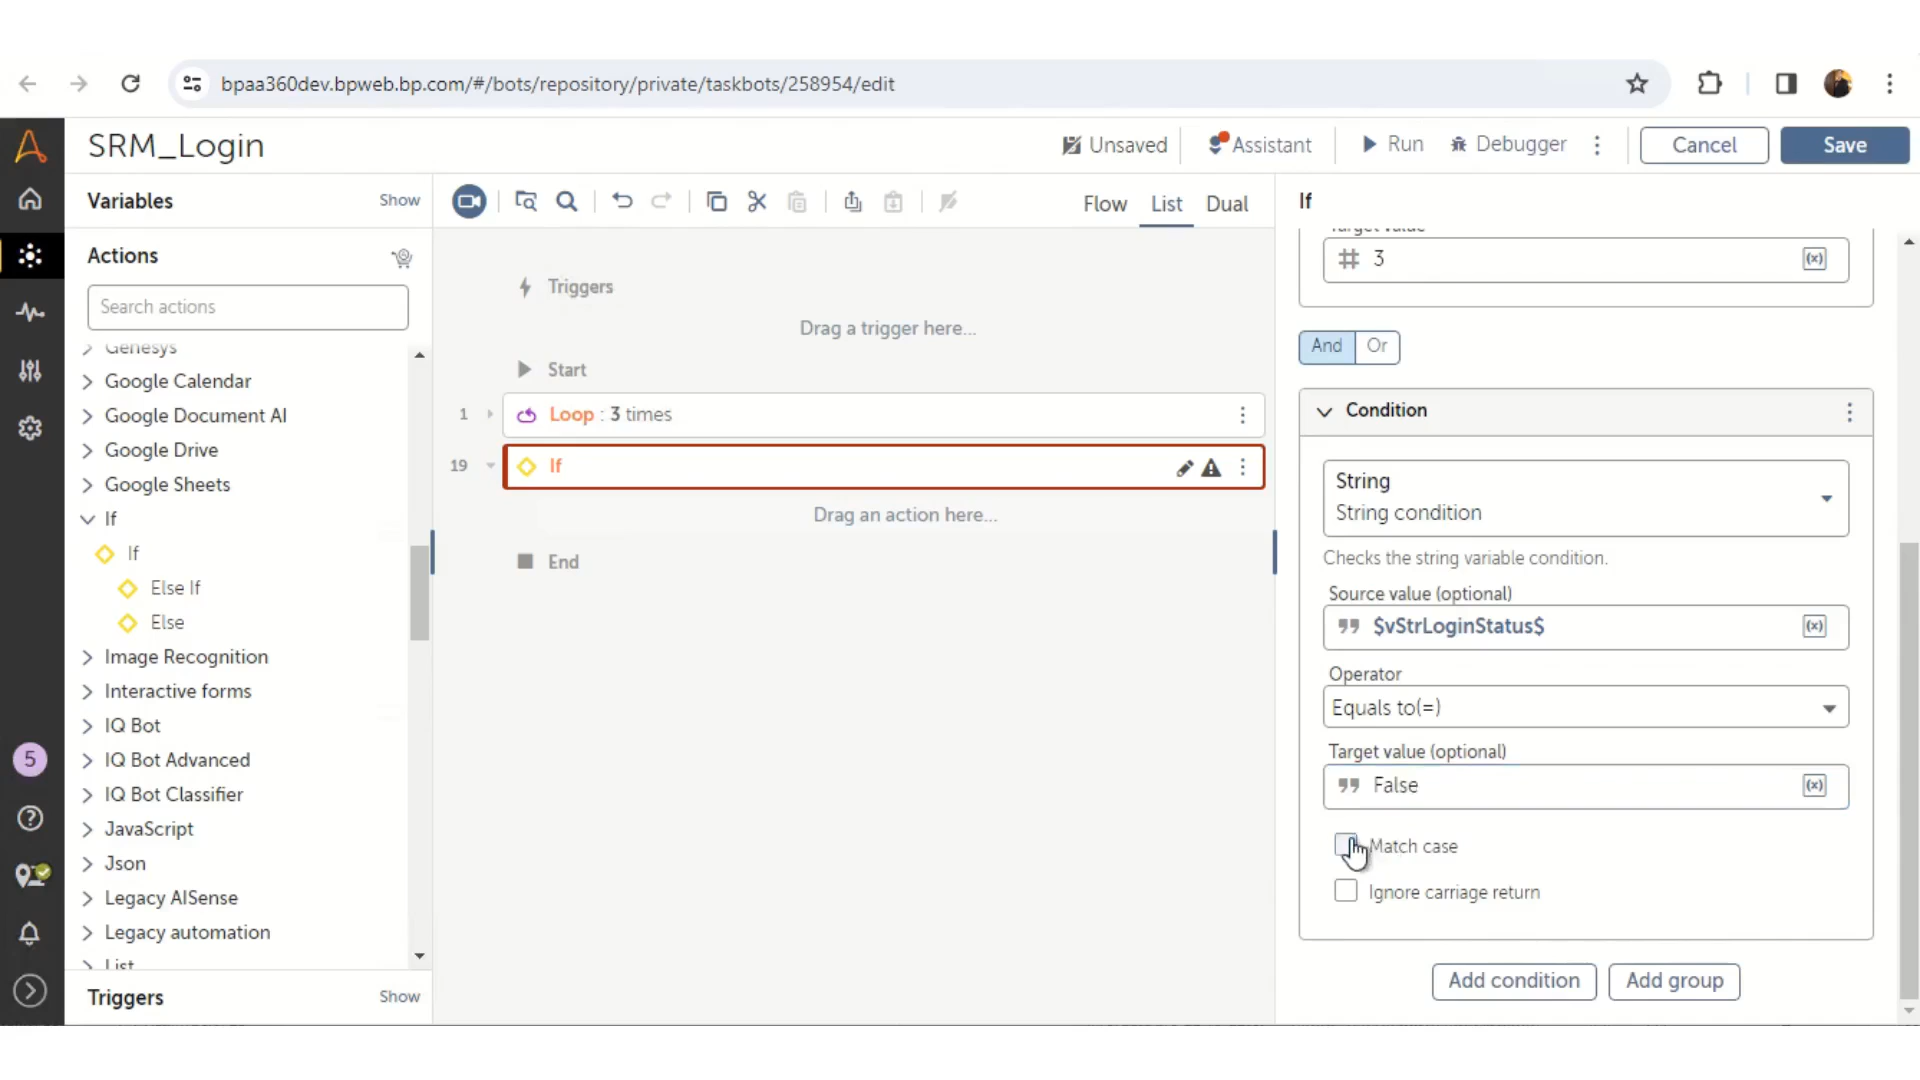 bpaa360dev.bpweb.bp.com/#/bots/repository/private/taskbots/258954/edit
SRM_Login
Unsaved
Assistant
Run
Debugger
Cancel
Save
Variables
Show
Flow
List
Dual
If
Actions
Search actions
Genesys
Google Calendar
Google Document AI
Google Drive
Google Sheets
If
If
Else If
Else
Image Recognition
Interactive forms
IQ Bot
IQ Bot Advanced
IQ Bot Classifier
JavaScript
Json
Legacy AISense
Legacy automation
List
Triggers
Show
5
Triggers
Drag a trigger here...
Start
1
Loop : 3 times
19
If
Drag an action here...
End
Target value
3
(x)
And
Or
Condition
String
String condition
Checks the string variable condition.
Source value (optional)
$vStrLoginStatus$
(x)
Operator
Equals to(=)
Target value (optional)
False
(x)
Match case
Ignore carriage return
Add condition
Add group